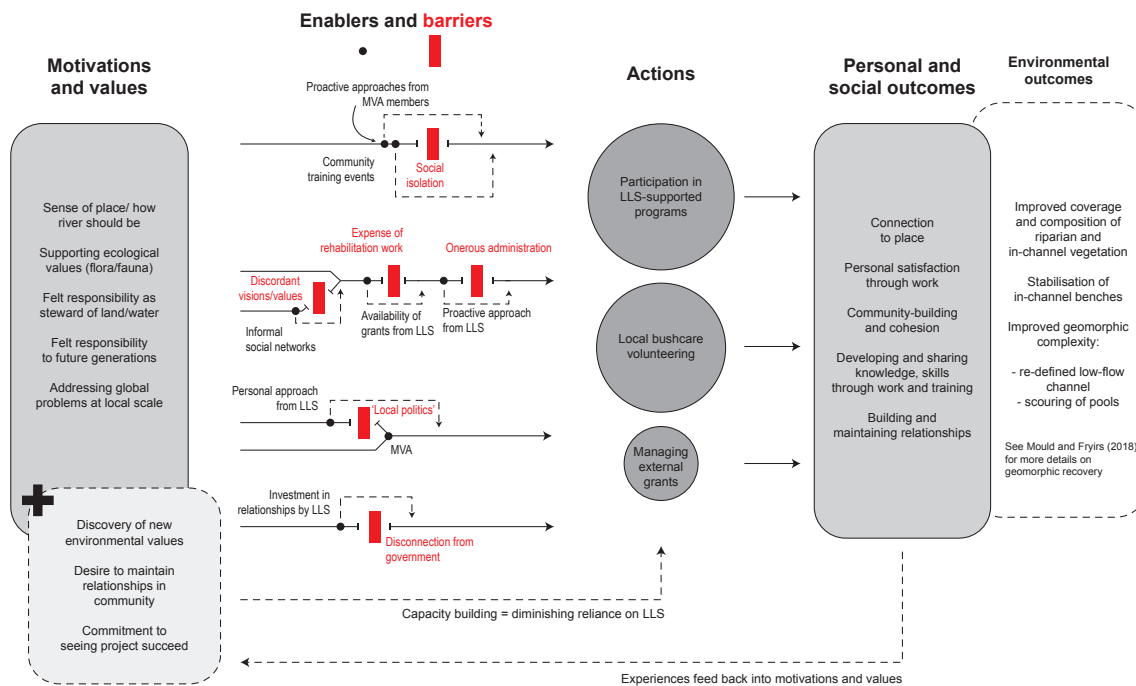 Enablers and barriers
Motivations
and values
Proactive approaches from
MVA members
Community
training events
Social
isolation
Expense of
rehabilitation work
Onerous administration
Discordant
visions/values
Informal
social networks
Availability of
grants from LLS
Proactive approach
from LLS
Personal approach
from LLS
'Local politics'
MVA
Investment in
relationships by LLS
Disconnection from
government
Sense of place/ how
river should be
Supporting ecological
values (flora/fauna)
Felt responsibility as
steward of land/water
Felt responsibility
to future generations
Addressing global
problems at local scale
Discovery of new
environmental values
Desire to maintain
relationships in
community
Commitment to
seeing project succeed
Actions
Participation in
LLS-supported
programs
Local bushcare
volunteering
Managing
external
grants
Personal and
social outcomes
Connection
to place
Personal satisfaction
through work
Community-building
and cohesion
Developing and sharing
knowledge, skills
through work and training
Building and
maintaining relationships
Environmental
outcomes
Improved coverage
and composition of
riparian and
in-channel vegetation
Stabilisation of
in-channel benches
Improved geomorphic
complexity:
- re-defined low-flow
channel
- scouring of pools
See Mould and Fryirs (2018)
for more details on
geomorphic recovery
Capacity building = diminishing reliance on LLS
Experiences feed back into motivations and values